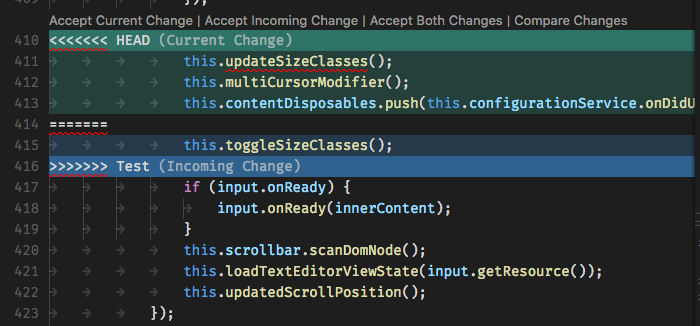 });
Accept Current Change | Accept Incoming Change | Accept Both Changes | Compare Changes
410 <<<<<<< HEAD (Current Change)
411 this.updateSizeClasses();
412 this.multiCursorModifier();
413 this.contentDisposables.push(this.configurationService.onDidU
414 =======
415 this.toggleSizeClasses();
416 >>>>>>> Test (Incoming Change)
417 if (input.onReady) {
418 input.onReady(innerContent);
419 }
420 this.scrollbar.scanDomNode();
421 this.loadTextEditorViewState(input.getResource());
422 this.updatedScrollPosition();
423 });